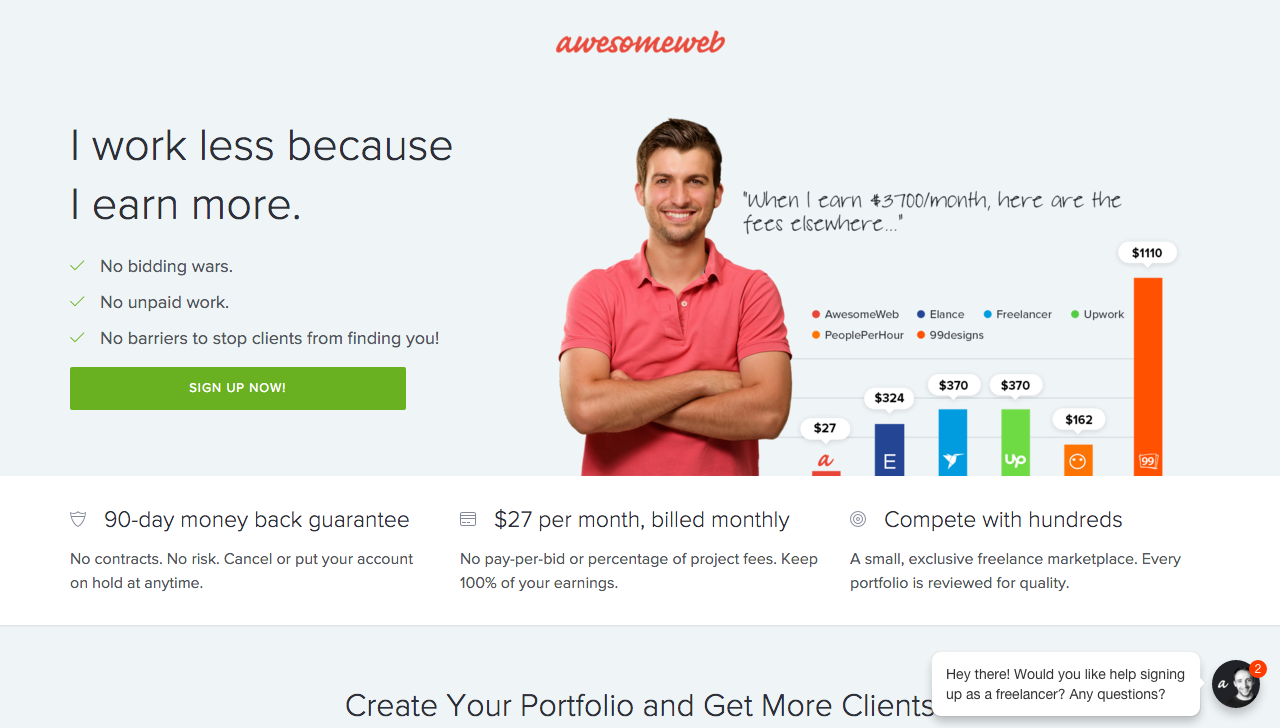 awesomeweb
I work less because
I earn more.
No bidding wars.
No unpaid work.
No barriers to stop clients from finding you!
SIGN UP NOW!
"When I earn $3700/month, here are the
fees elsewhere..."
$1110
AwesomeWeb Elance Freelancer Upwork
PeoplePerHour 99designs
$27 $324 $370 $370 $162
a E Up 99
90-day money back guarantee
No contracts. No risk. Cancel or put your account
on hold at anytime.
$27 per month, billed monthly
No pay-per-bid or percentage of project fees. Keep
100% of your earnings.
Compete with hundreds
A small, exclusive freelance marketplace. Every
portfolio is reviewed for quality.
Create Your Portfolio and Get More Clients
Hey there! Would you like help signing
up as a freelancer? Any questions?
a
2